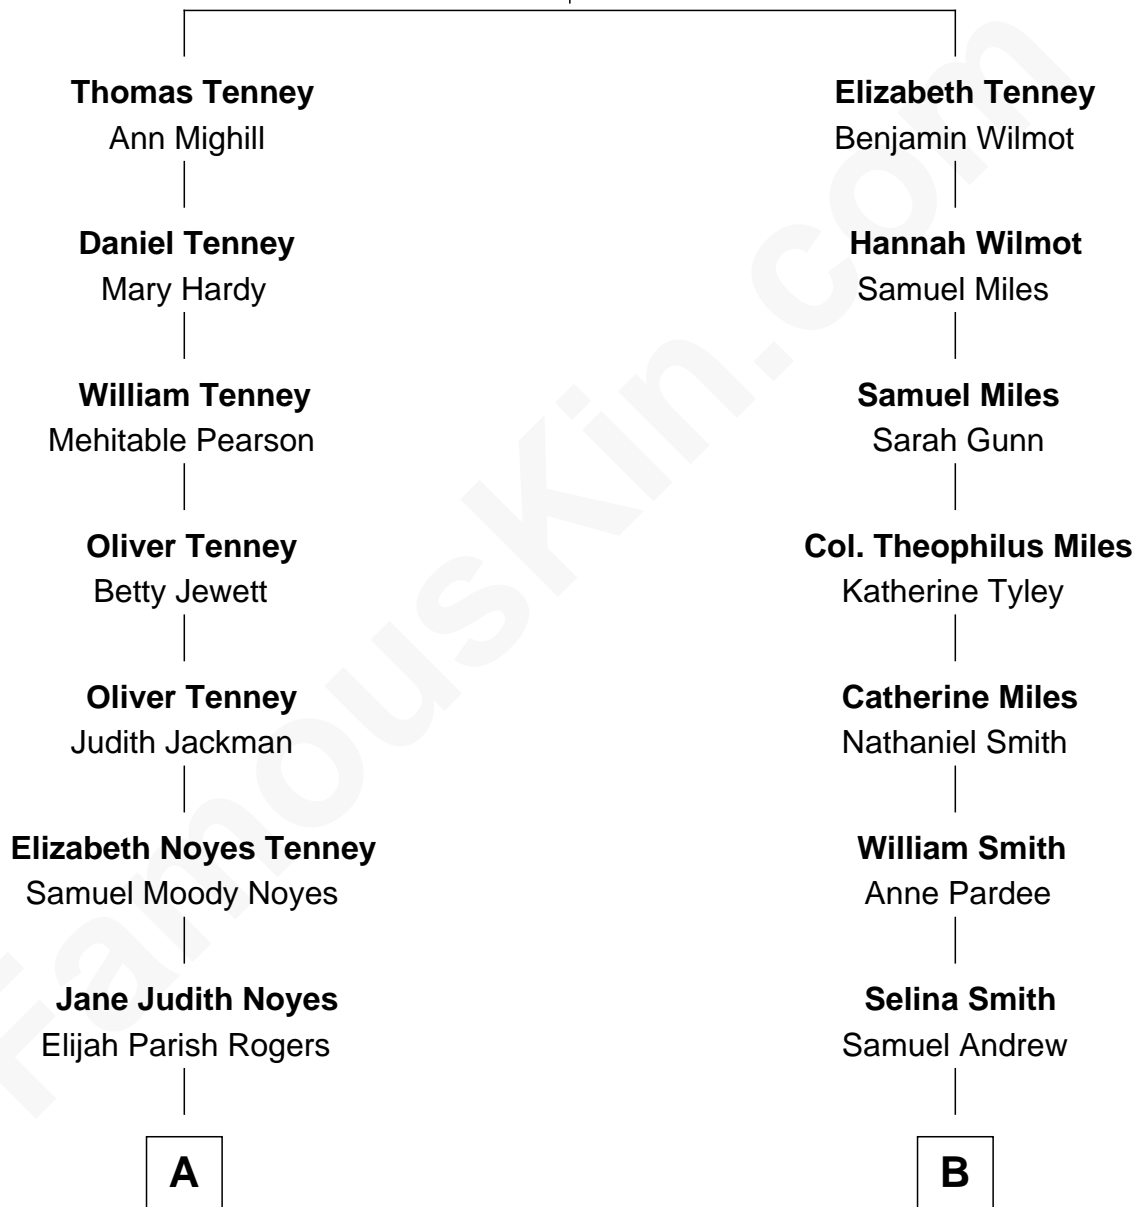 Thomas Tenney
Ann Mighill
Daniel Tenney
Mary Hardy
William Tenney
Mehitable Pearson
Oliver Tenney
Betty Jewett
Oliver Tenney
Judith Jackman
Elizabeth Noyes Tenney
Samuel Moody Noyes
Jane Judith Noyes
Elijah Parish Rogers
A
Elizabeth Tenney
Benjamin Wilmot
Hannah Wilmot
Samuel Miles
Samuel Miles
Sarah Gunn
Col. Theophilus Miles
Katherine Tyley
Catherine Miles
Nathaniel Smith
William Smith
Anne Pardee
Selina Smith
Samuel Andrew
B
FamousKin.com